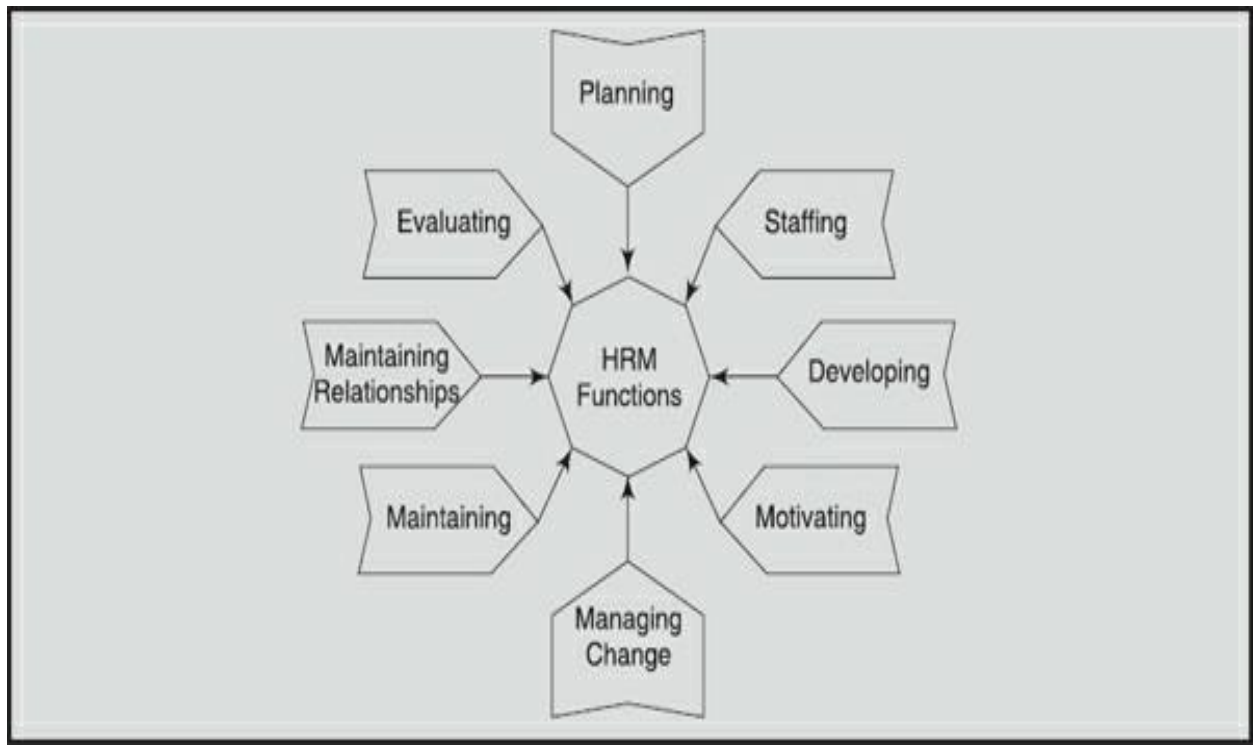 Planning
Evaluating
Staffing
HRM
Functions
Maintaining
Relationships
Developing
Maintaining
Motivating
Managing
Change